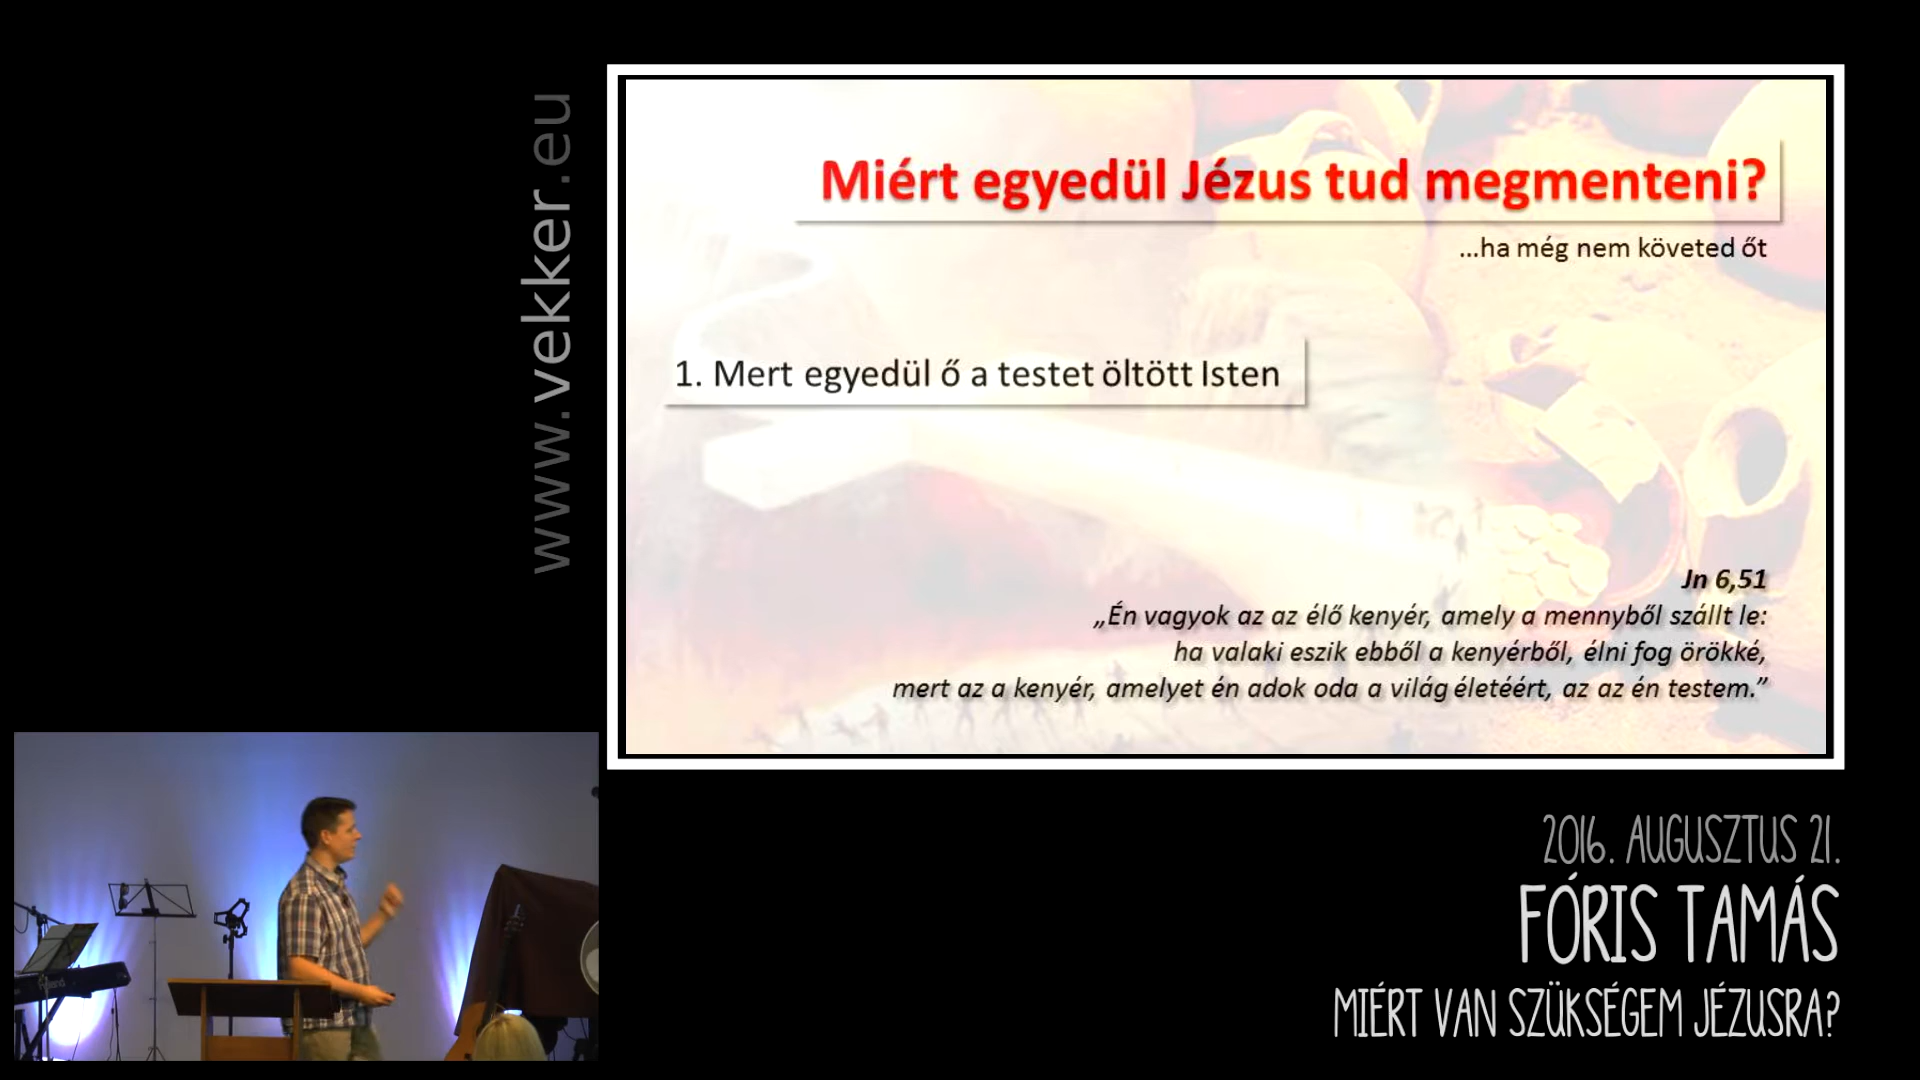 www.vekker.eu
Miért egyedül Jézus tud megmenteni?
...ha még nem követed őt
1. Mert egyedül ő a testet öltött Isten
Jn 6,51
„Én vagyok az az élő kenyér, amely a mennyből szállt le:
ha valaki eszik ebből a kenyérből, élni fog örökké,
mert az a kenyér, amelyet én adok oda a világ életéért, az az én testem.”
Roland
2016. AUGUSZTUS 21.
FÓRIS TAMÁS
MIÉRT VAN SZÜKSÉGEM JÉZUSRA?